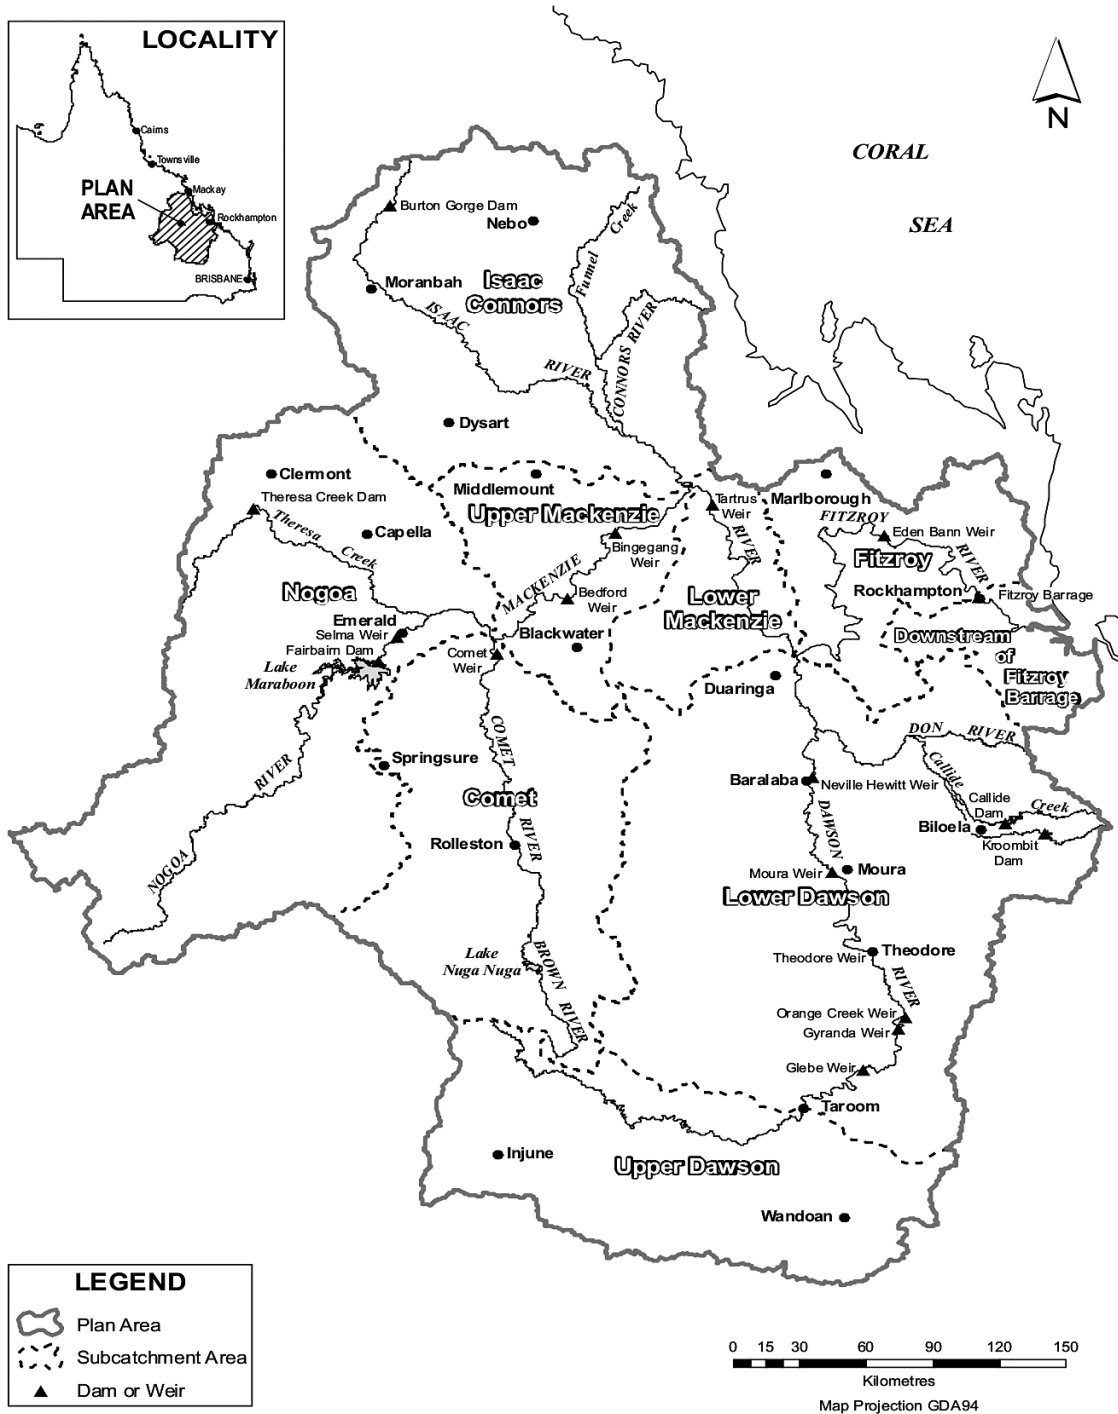 LOCALITY
Cairns
Townsville
Mackay
PLAN
AREA
Rockhampton
BRISBANE
N
CORAL
SEA
Burton Gorge Dam
Nebo
Funnel
Creek
Moranbah
Isaac
Connors
ISAAC
RIVER
CONNORS RIVER
Dysart
Clermont
Theresa Creek Dam
Theresa
Creek
Capella
Middlemount
Upper Mackenzie
Tartrus
Weir
RIVER
Marlborough
FITZROY
Eden Bann Weir
Fitzroy
RIVER
Bingegang
Weir
MACKENZIE
Nogoa
Bedford
Weir
Lower
Mackenzie
Rockhampton
Fitzroy Barrage
Emerald
Selma Weir
Fairbairn Dam
Lake
Maraboon
Blackwater
Comet
Weir
Downstream
of
Fitzroy
Barrage
Duaringa
COMET
RIVER
DON
RIVER
Springsure
Comet
RIVER
Baralaba
Neville Hewitt Weir
Callide
Callide
Dam
Creek
Biloela
Kroombit
Dam
DAWSON
Rolleston
NOGOA
Moura Weir
Moura
Lower Dawson
Lake
Nuga Nuga
BROWN
RIVER
Theodore
Theodore Weir
RIVER
Orange Creek Weir
Gyranda Weir
Glebe Weir
Taroom
Injune
Upper Dawson
Wandoan
LEGEND
Plan Area
Subcatchment Area
Dam or Weir
0 15 30 60 90 120 150
Kilometres
Map Projection GDA94